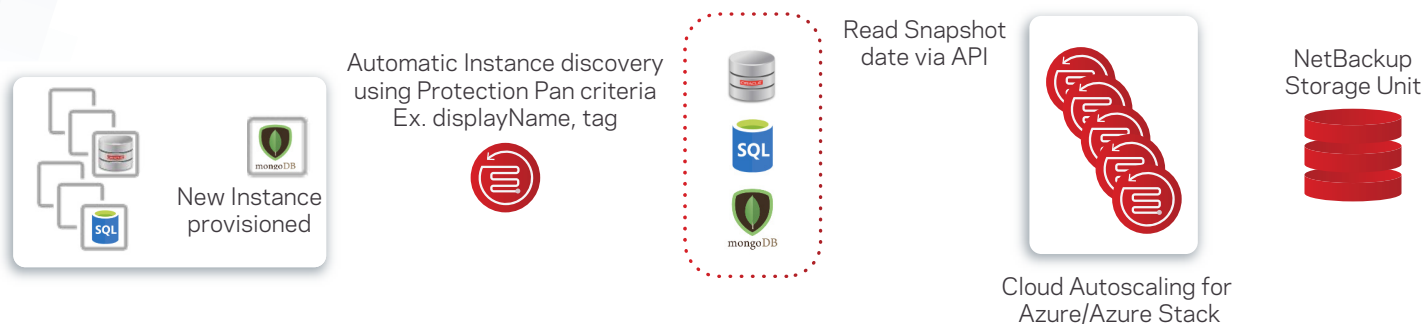 SQL
mongoDB
New Instance
provisioned
Automatic Instance discovery
using Protection Pan criteria
Ex. displayName, tag
ORACLE
SQL
mongoDB
Read Snapshot
date via API
Cloud Autoscaling for
Azure/Azure Stack
NetBackup
Storage Unit